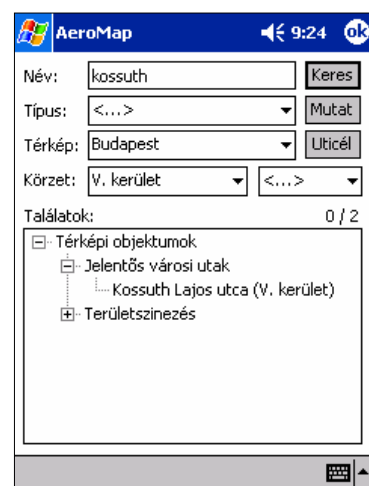 AeroMap 9:24 ok
Név: kossuth Keres
Típus: <...> Mutat
Térkép: Budapest Uticél
Körzet: V. kerület <...>
Találatok: 0 / 2
Térképi objektumok
Jelentős városi utak
Kossuth Lajos utca (V. kerület)
Területszinezés